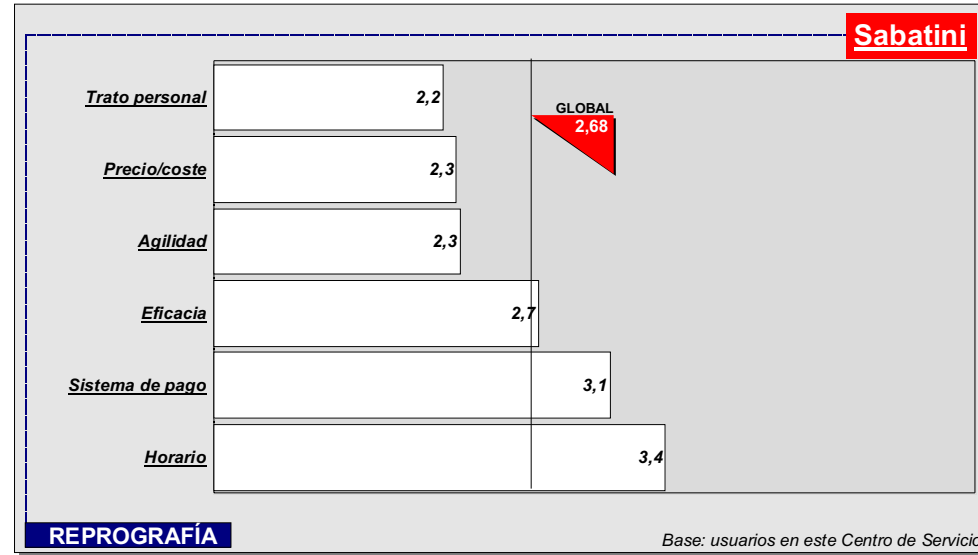 Sabatini
Trato personal
2,2
GLOBAL
2,68
Precio/coste
2,3
Agilidad
2,3
Eficacia
2,7
Sistema de pago
3,1
Horario
3,4
REPROGRAFÍA
Base: usuarios en este Centro de Servicio